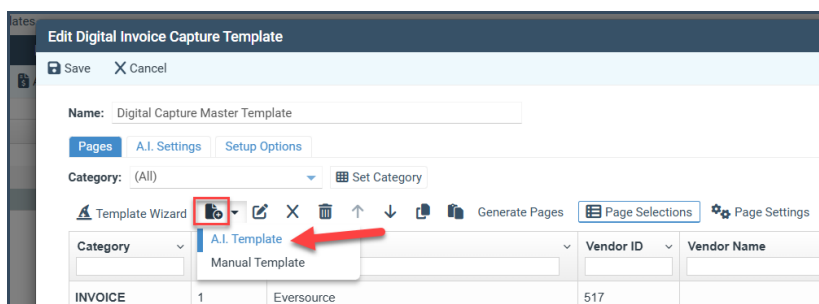 lates
Edit Digital Invoice Capture Template
Save Cancel
Name: Digital Capture Master Template
Pages A.I. Settings Setup Options
Category: (All) Set Category
Template Wizard Generate Pages Page Selections Page Settings
A.I. Template
Manual Template
Category Vendor ID Vendor Name
INVOICE 1 Eversource 517